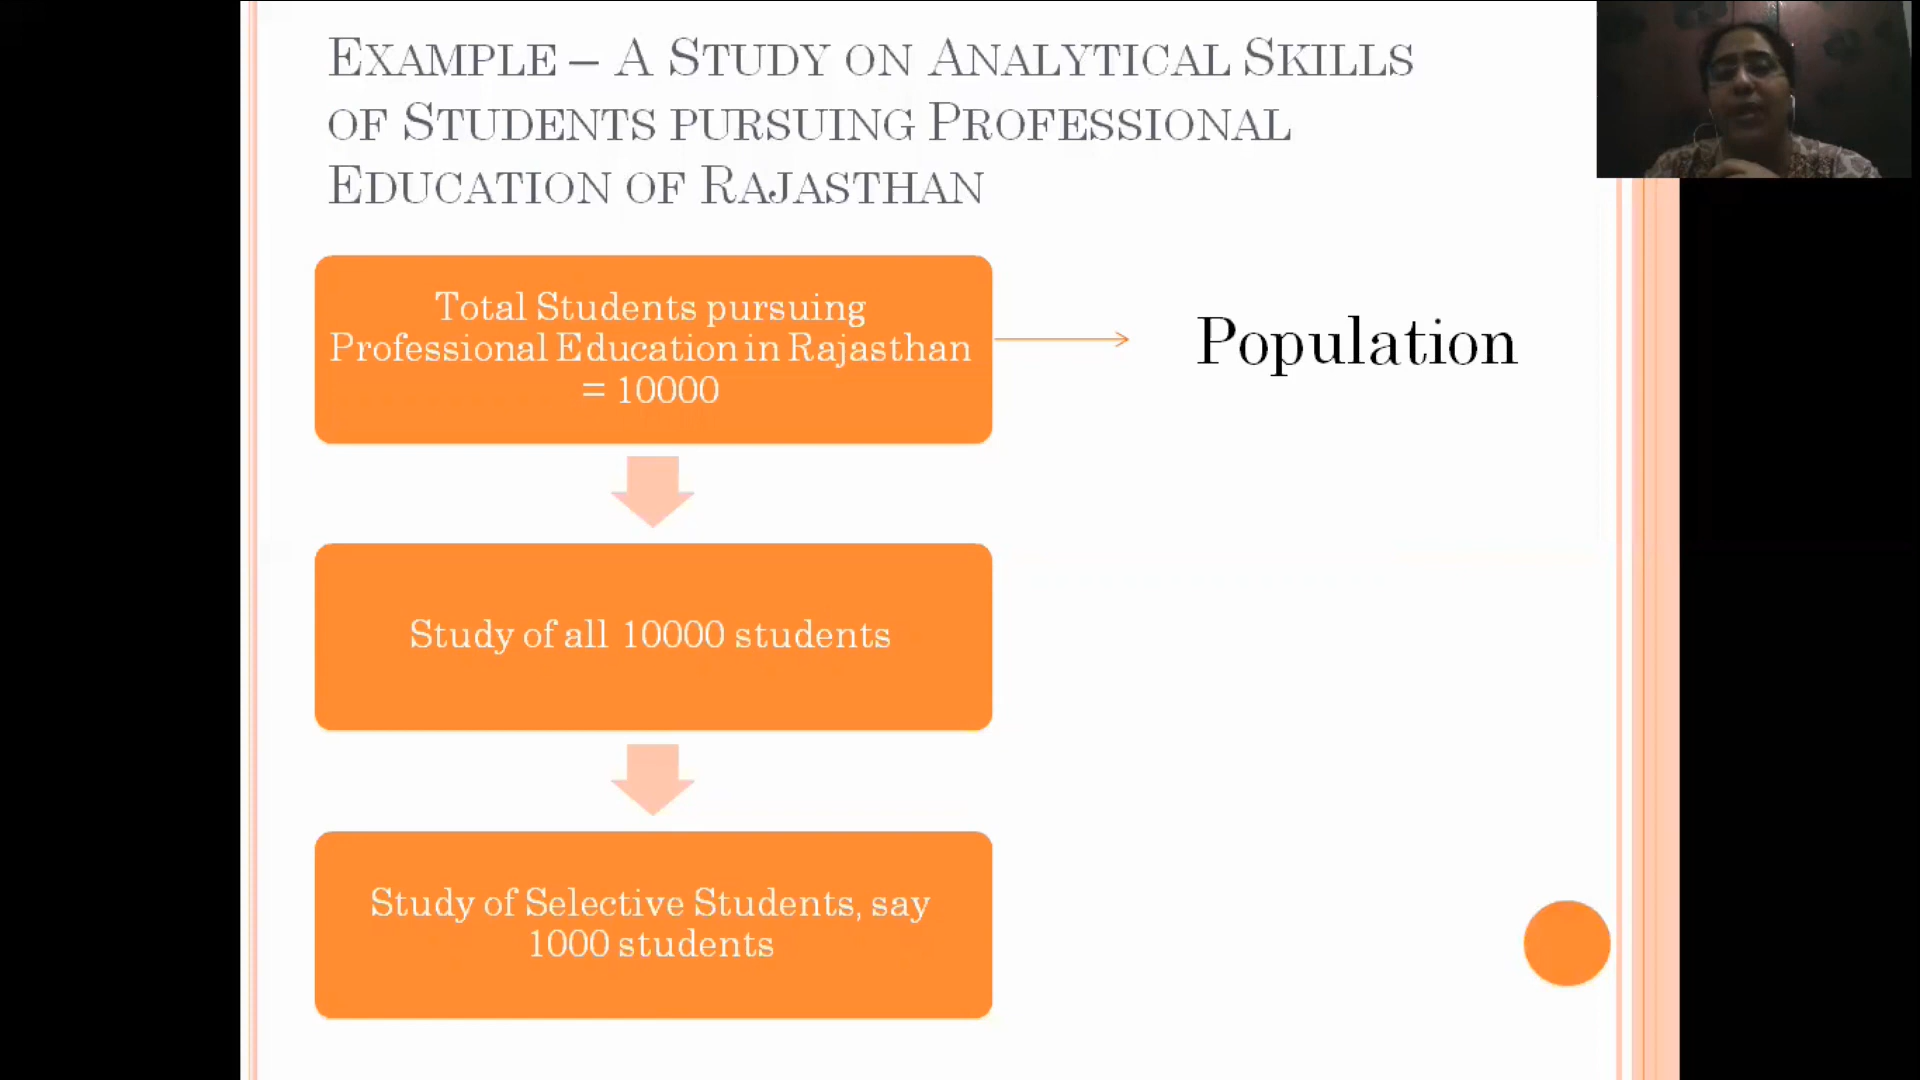 EXAMPLE – A STUDY ON ANALYTICAL SKILLS
OF STUDENTS PURSUING PROFESSIONAL
EDUCATION OF RAJASTHAN
Total Students pursuing
Professional Education in Rajasthan
= 10000
Population
Study of all 10000 students
Study of Selective Students, say
1000 students